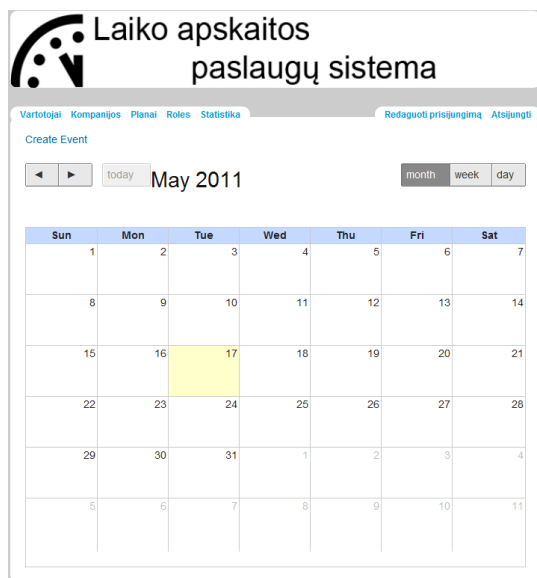 Laiko apskaitos
paslaugų sistema
Vartotojai Kompanijos Planai Roles Statistika Redaguoti prisijungimą Atsijungti
Create Event
◄ ► today May 2011 month week day
Sun Mon Tue Wed Thu Fri Sat
1 2 3 4 5 6 7
8 9 10 11 12 13 14
15 16 17 18 19 20 21
22 23 24 25 26 27 28
29 30 31 1 2 3 4
5 6 7 8 9 10 11